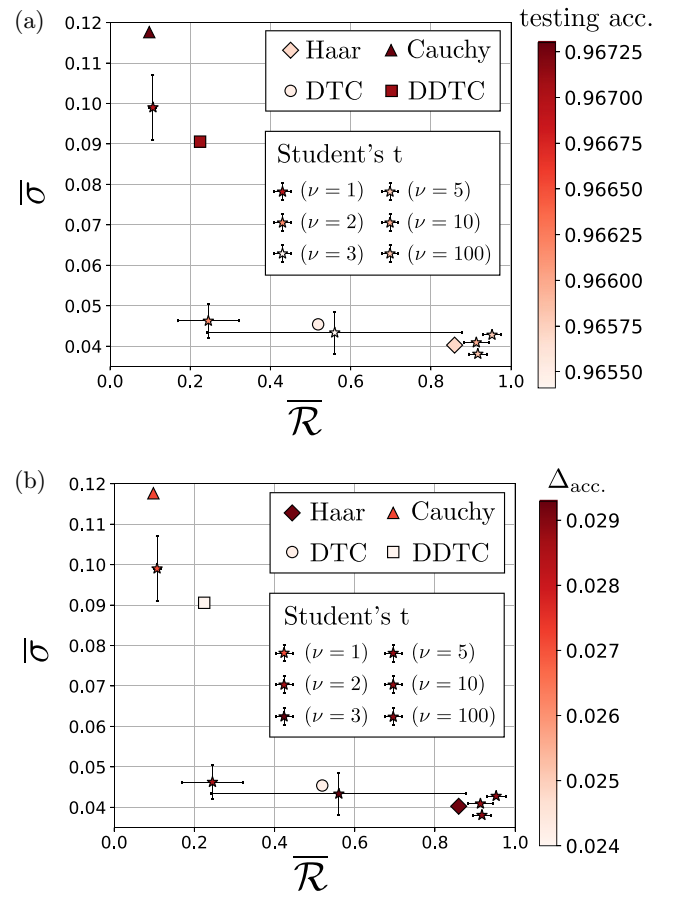 (a)
testing acc.
0.12
0.11
0.10
0.09
0.08
0.07
0.06
0.05
0.04
σ̅
Haar
Cauchy
DTC
DDTC
Student's t
(ν = 1)
(ν = 5)
(ν = 2)
(ν = 10)
(ν = 3)
(ν = 100)
0.0 0.2 0.4 0.6 0.8 1.0
ℛ̅
0.96725
0.96700
0.96675
0.96650
0.96625
0.96600
0.96575
0.96550
(b)
Δacc.
0.12
0.11
0.10
0.09
0.08
0.07
0.06
0.05
0.04
σ̅
Haar
Cauchy
DTC
DDTC
Student's t
(ν = 1)
(ν = 5)
(ν = 2)
(ν = 10)
(ν = 3)
(ν = 100)
0.0 0.2 0.4 0.6 0.8 1.0
ℛ̅
0.029
0.028
0.027
0.026
0.025
0.024